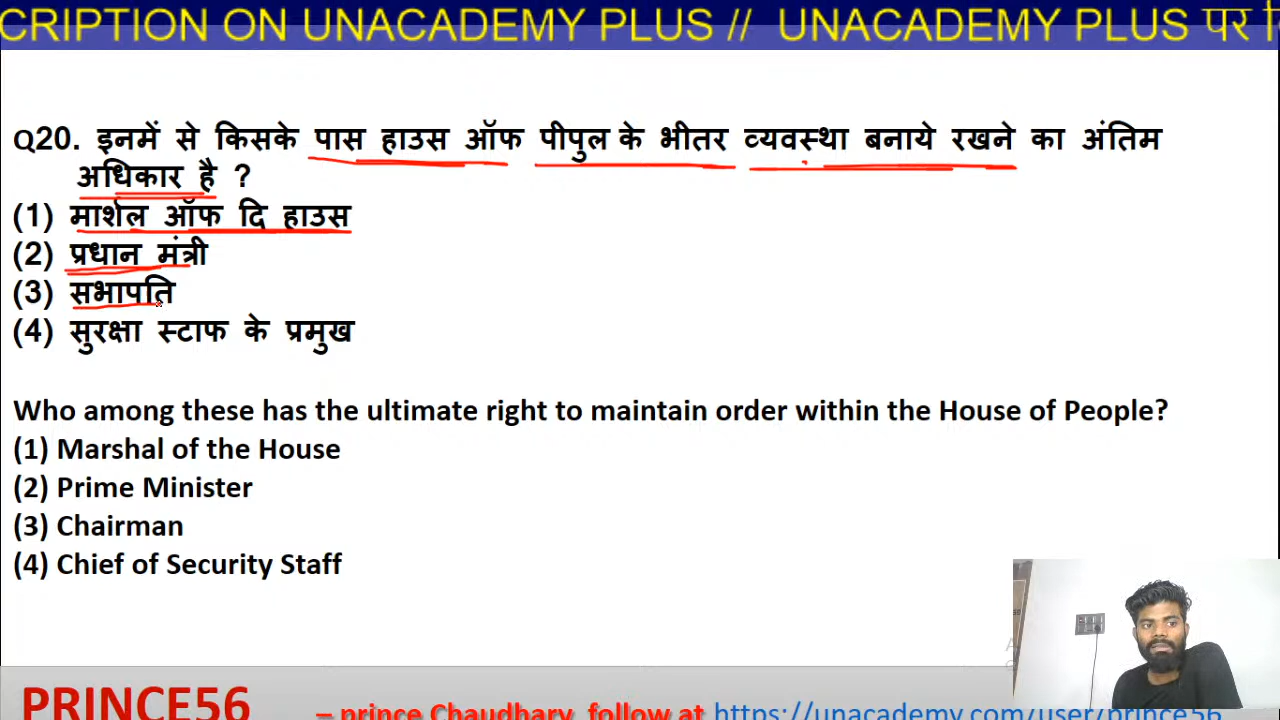 CRIPTION ON UNACADEMY PLUS // UNACADEMY PLUS पर
Q20. इनमें से किसके पास हाउस ऑफ पीपुल के भीतर व्यवस्था बनाये रखने का अंतिम
अधिकार है ?
(1) मार्शल ऑफ दि हाउस
(2) प्रधान मंत्री
(3) सभापति
(4) सुरक्षा स्टाफ के प्रमुख
Who among these has the ultimate right to maintain order within the House of People?
(1) Marshal of the House
(2) Prime Minister
(3) Chairman
(4) Chief of Security Staff
PRINCE56 – prince Chaudhary follow at https://unacademy.com/user/prince56